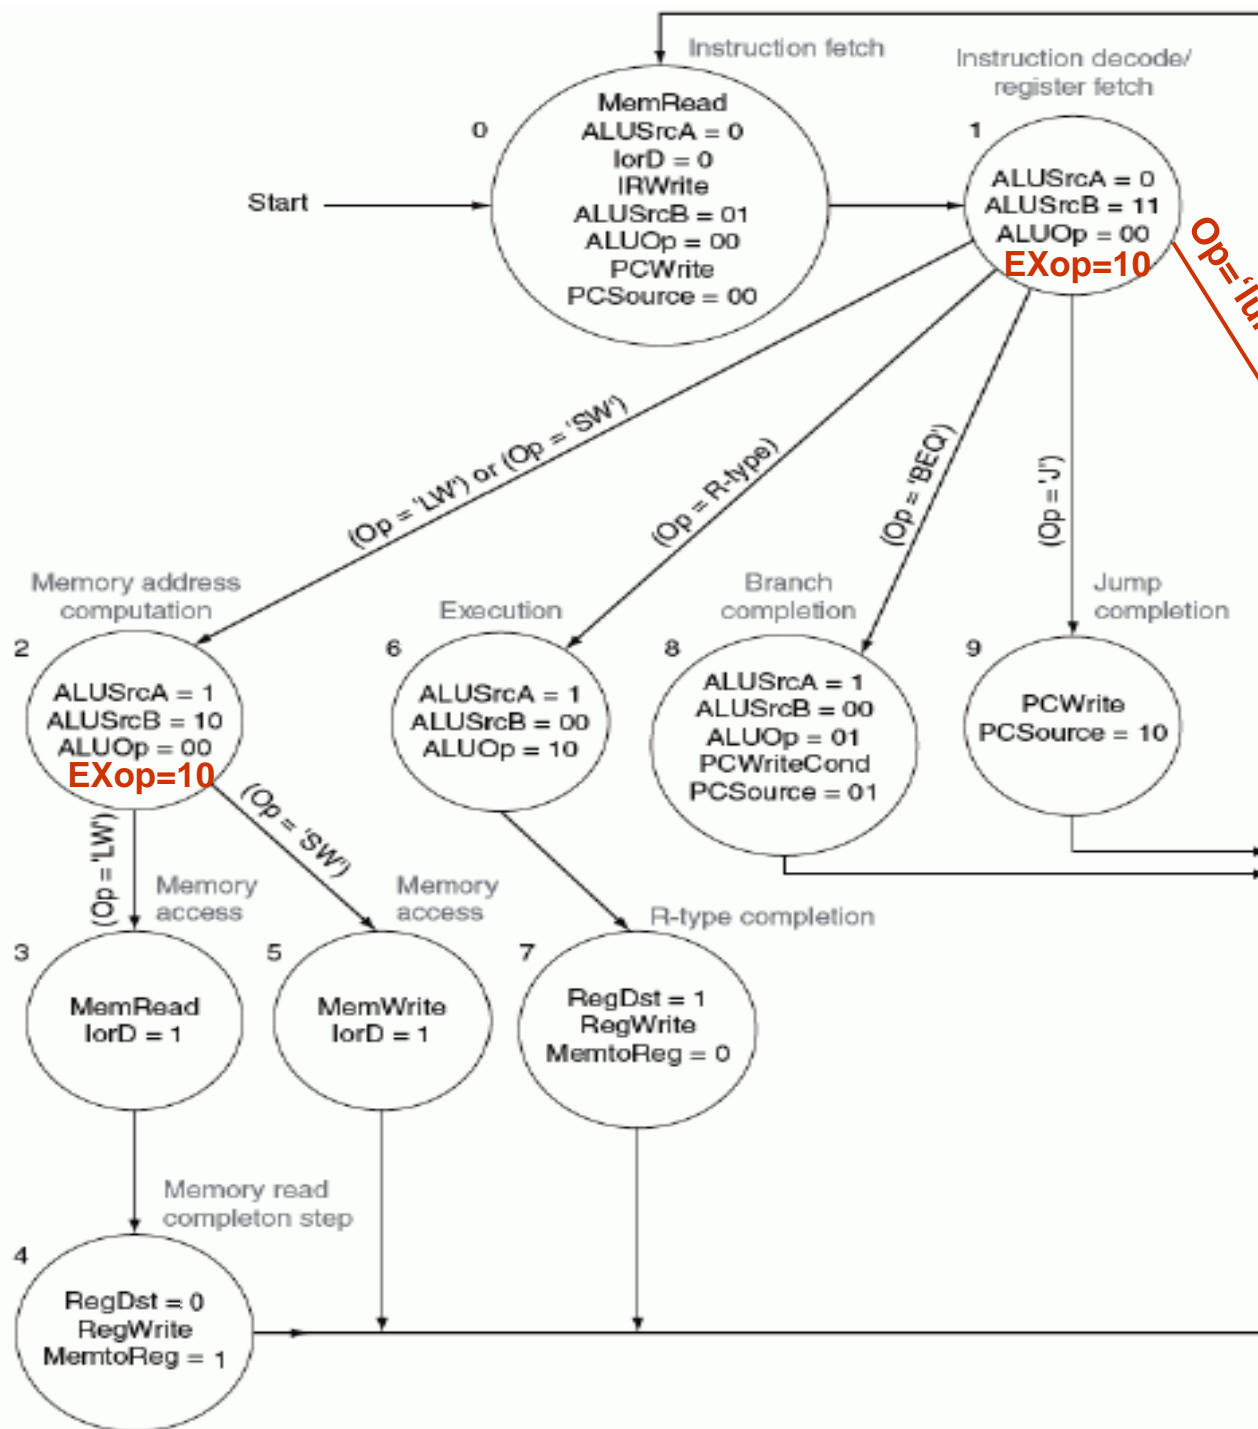 Instruction fetch
Instruction decode/
register fetch
0
MemRead
ALUSrcA = 0
IorD = 0
IRWrite
ALUSrcB = 01
ALUOp = 00
PCWrite
PCSource = 00
1
ALUSrcA = 0
ALUSrcB = 11
ALUOp = 00
EXop=10
Start
(Op = 'LW') or (Op = 'SW')
(Op = R-type)
(Op = 'BEQ')
(Op = 'J')
Memory address
computation
2
ALUSrcA = 1
ALUSrcB = 10
ALUOp = 00
EXop=10
Execution
6
ALUSrcA = 1
ALUSrcB = 00
ALUOp = 10
Branch
completion
8
ALUSrcA = 1
ALUSrcB = 00
ALUOp = 01
PCWriteCond
PCSource = 01
Jump
completion
9
PCWrite
PCSource = 10
(Op = 'LW')
(Op = 'SW')
Memory
access
3
MemRead
IorD = 1
Memory
access
5
MemWrite
IorD = 1
R-type completion
7
RegDst = 1
RegWrite
MemtoReg = 0
Memory read
completon step
4
RegDst = 0
RegWrite
MemtoReg = 1